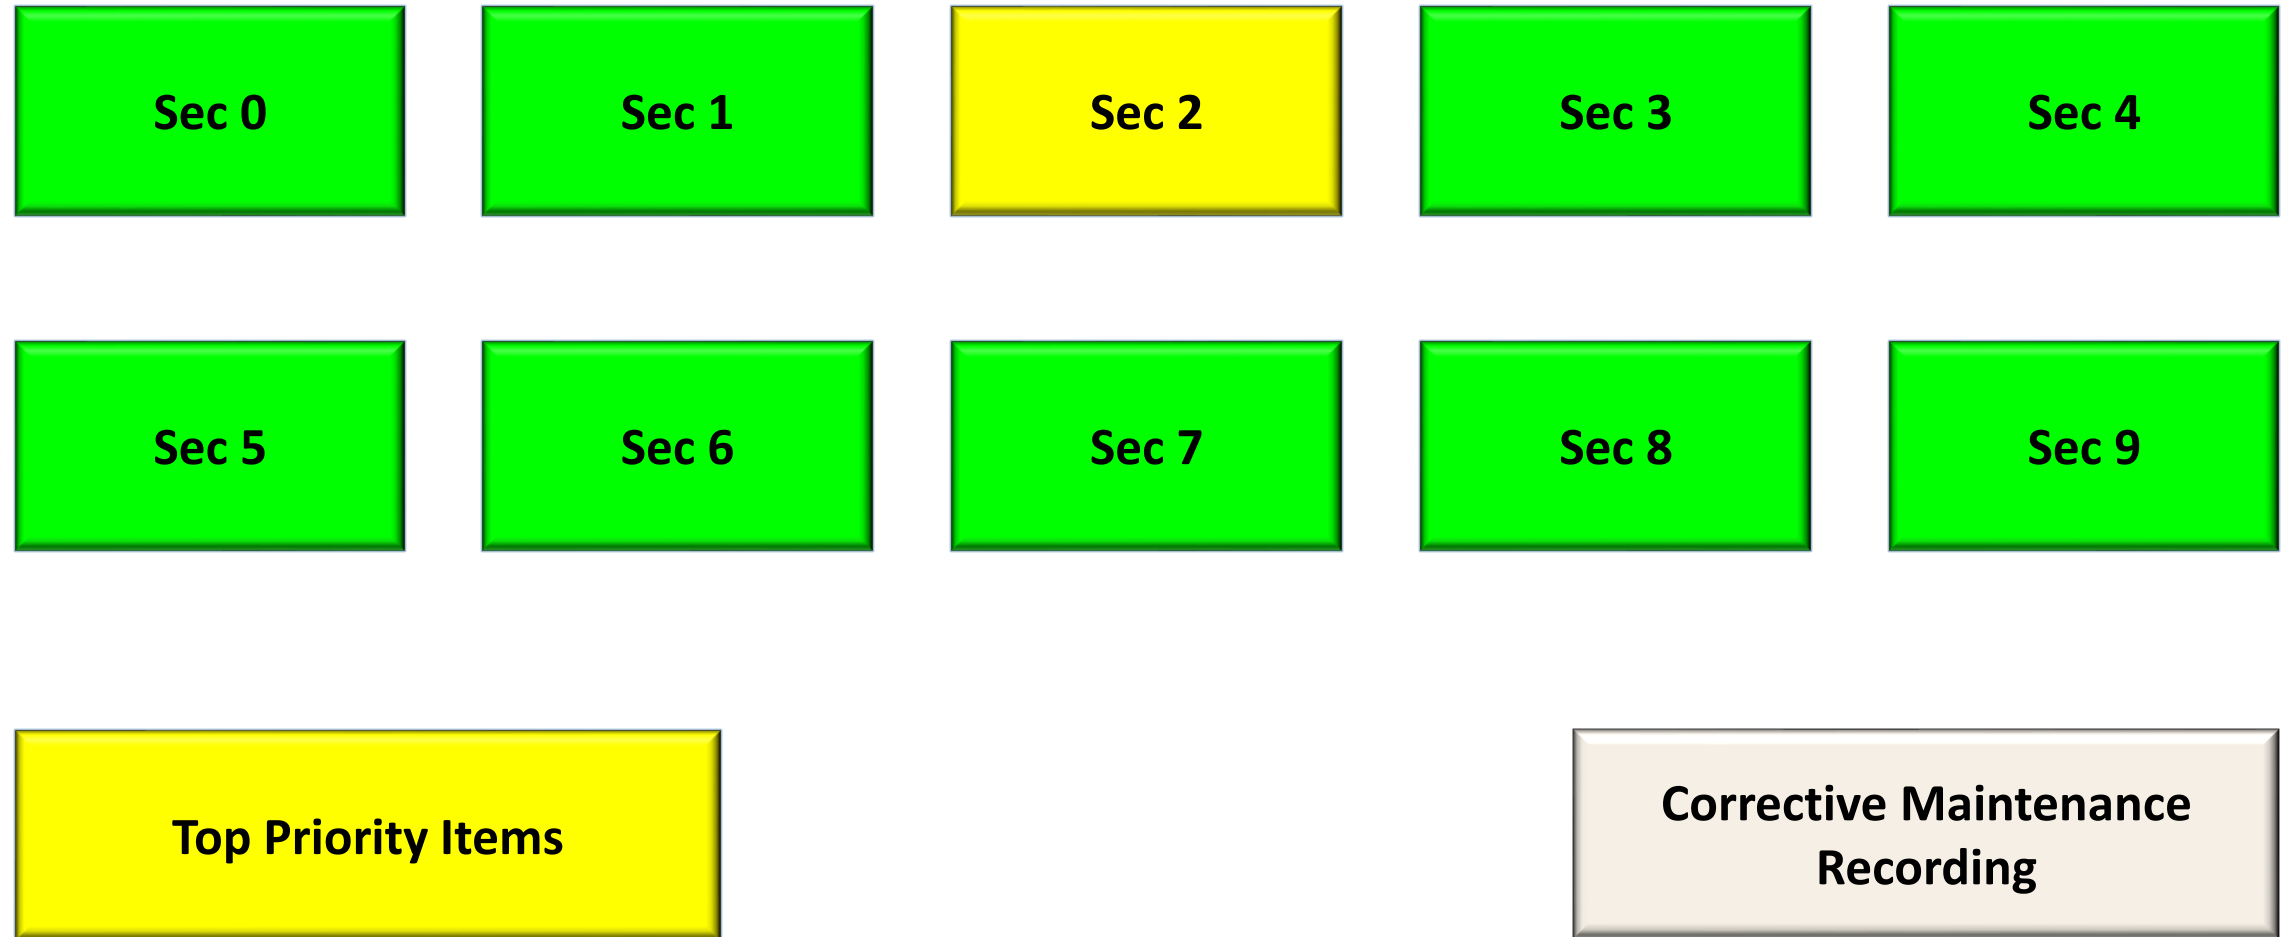 Sec 0
Sec 1
Sec 2
Sec 3
Sec 4
Sec 5
Sec 6
Sec 7
Sec 8
Sec 9
Top Priority Items
Corrective Maintenance
Recording